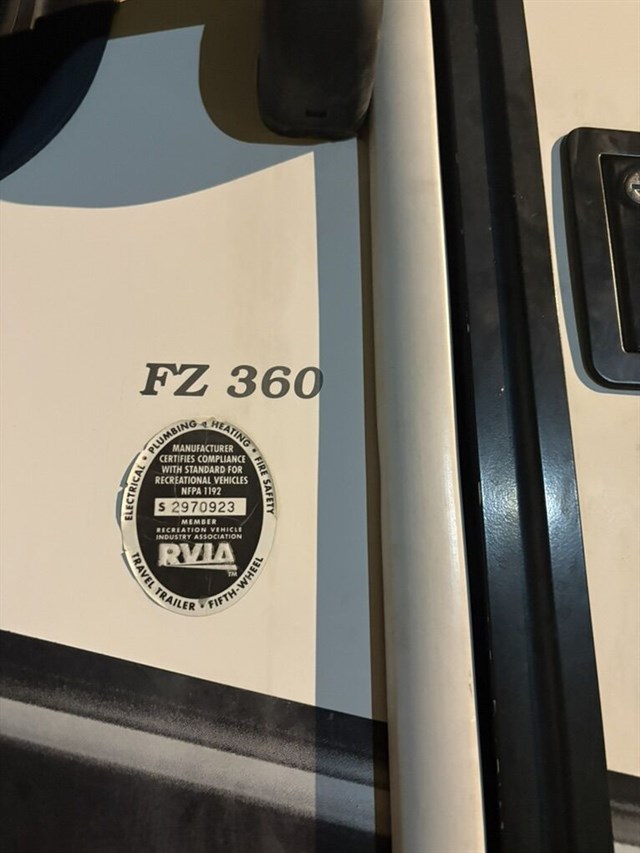 FZ 360
ELECTRICAL • PLUMBING • HEATING • FIRE SAFETY
MANUFACTURER
CERTIFIES COMPLIANCE
WITH STANDARD FOR
RECREATIONAL VEHICLES
NFPA 1192
S 2970923
MEMBER
RECREATION VEHICLE
INDUSTRY ASSOCIATION
RVIA
TM
TRAVEL TRAILER • FIFTH-WHEEL